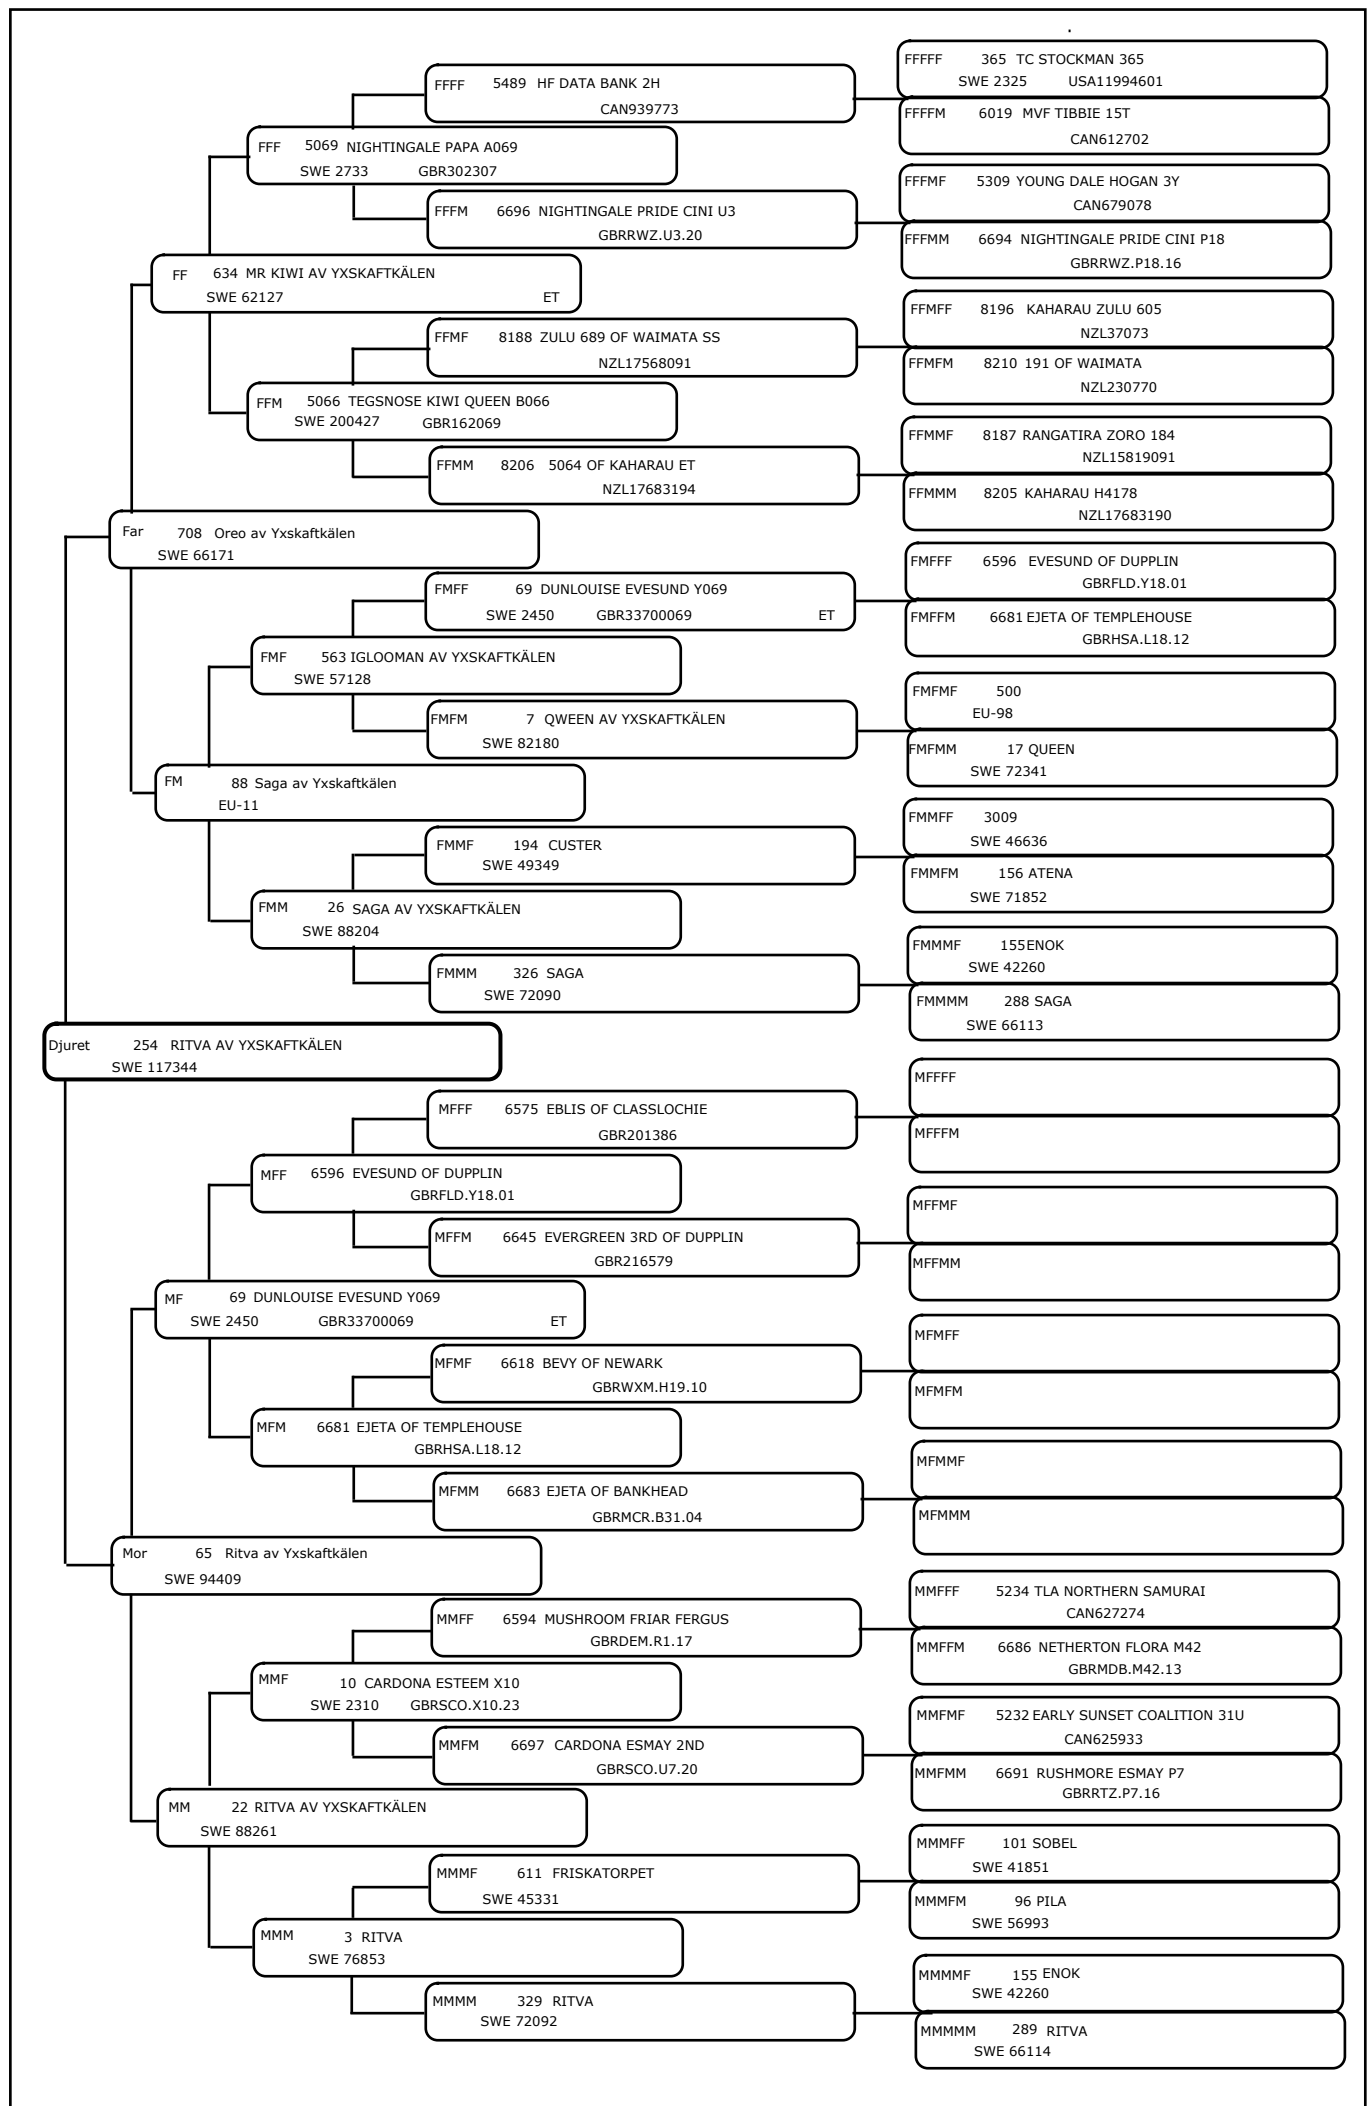 FFFFF 365 TC STOCKMAN 365
SWE 2325 USA11994601
FFFF 5489 HF DATA BANK 2H
CAN939773
FFFFM 6019 MVF TIBBIE 15T
CAN612702
FFF 5069 NIGHTINGALE PAPA A069
SWE 2733 GBR302307
FFFMF 5309 YOUNG DALE HOGAN 3Y
CAN679078
FFFM 6696 NIGHTINGALE PRIDE CINI U3
GBRRWZ.U3.20
FFFMM 6694 NIGHTINGALE PRIDE CINI P18
GBRRWZ.P18.16
FF 634 MR KIWI AV YXSKAFTKÄLEN
SWE 62127 ET
FFMFF 8196 KAHARAU ZULU 605
NZL37073
FFMF 8188 ZULU 689 OF WAIMATA SS
NZL17568091
FFMFM 8210 191 OF WAIMATA
NZL230770
FFM 5066 TEGSNOSE KIWI QUEEN B066
SWE 200427 GBR162069
FFMMF 8187 RANGATIRA ZORO 184
NZL15819091
FFMM 8206 5064 OF KAHARAU ET
NZL17683194
FFMMM 8205 KAHARAU H4178
NZL17683190
Far 708 Oreo av Yxskaftkälen
SWE 66171
FMFFF 6596 EVESUND OF DUPPLIN
GBRFLD.Y18.01
FMFF 69 DUNLOUISE EVESUND Y069
SWE 2450 GBR33700069 ET
FMFFM 6681 EJETA OF TEMPLEHOUSE
GBRHSA.L18.12
FMF 563 IGLOOMAN AV YXSKAFTKÄLEN
SWE 57128
FMFMF 500
EU-98
FMFM 7 QWEEN AV YXSKAFTKÄLEN
SWE 82180
FMFMM 17 QUEEN
SWE 72341
FM 88 Saga av Yxskaftkälen
EU-11
FMMFF 3009
SWE 46636
FMMF 194 CUSTER
SWE 49349
FMMFM 156 ATENA
SWE 71852
FMM 26 SAGA AV YXSKAFTKÄLEN
SWE 88204
FMMMF 155ENOK
SWE 42260
FMMM 326 SAGA
SWE 72090
FMMMM 288 SAGA
SWE 66113
Djuret 254 RITVA AV YXSKAFTKÄLEN
SWE 117344
MFFFF
MFFF 6575 EBLIS OF CLASSLOCHIE
GBR201386
MFFFM
MFF 6596 EVESUND OF DUPPLIN
GBRFLD.Y18.01
MFFMF
MFFM 6645 EVERGREEN 3RD OF DUPPLIN
GBR216579
MFFMM
MF 69 DUNLOUISE EVESUND Y069
SWE 2450 GBR33700069 ET
MFMFF
MFMF 6618 BEVY OF NEWARK
GBRWXM.H19.10
MFMFM
MFM 6681 EJETA OF TEMPLEHOUSE
GBRHSA.L18.12
MFMMF
MFMM 6683 EJETA OF BANKHEAD
GBRMCR.B31.04
MFMMM
Mor 65 Ritva av Yxskaftkälen
SWE 94409
MMFFF 5234 TLA NORTHERN SAMURAI
CAN627274
MMFF 6594 MUSHROOM FRIAR FERGUS
GBRDEM.R1.17
MMFFM 6686 NETHERTON FLORA M42
GBRMDB.M42.13
MMF 10 CARDONA ESTEEM X10
SWE 2310 GBRSCO.X10.23
MMFMF 5232 EARLY SUNSET COALITION 31U
CAN625933
MMFM 6697 CARDONA ESMAY 2ND
GBRSCO.U7.20
MMFMM 6691 RUSHMORE ESMAY P7
GBRRTZ.P7.16
MM 22 RITVA AV YXSKAFTKÄLEN
SWE 88261
MMMFF 101 SOBEL
SWE 41851
MMMF 611 FRISKATORPET
SWE 45331
MMMFM 96 PILA
SWE 56993
MMM 3 RITVA
SWE 76853
MMMMF 155 ENOK
SWE 42260
MMMM 329 RITVA
SWE 72092
MMMMM 289 RITVA
SWE 66114